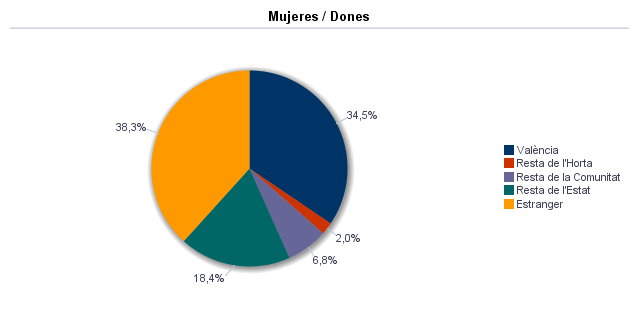 Mujeres / Dones
34,5%
38,3%
2,0%
6,8%
18,4%
València
Resta de l'Horta
Resta de la Comunitat
Resta de l'Estat
Estranger